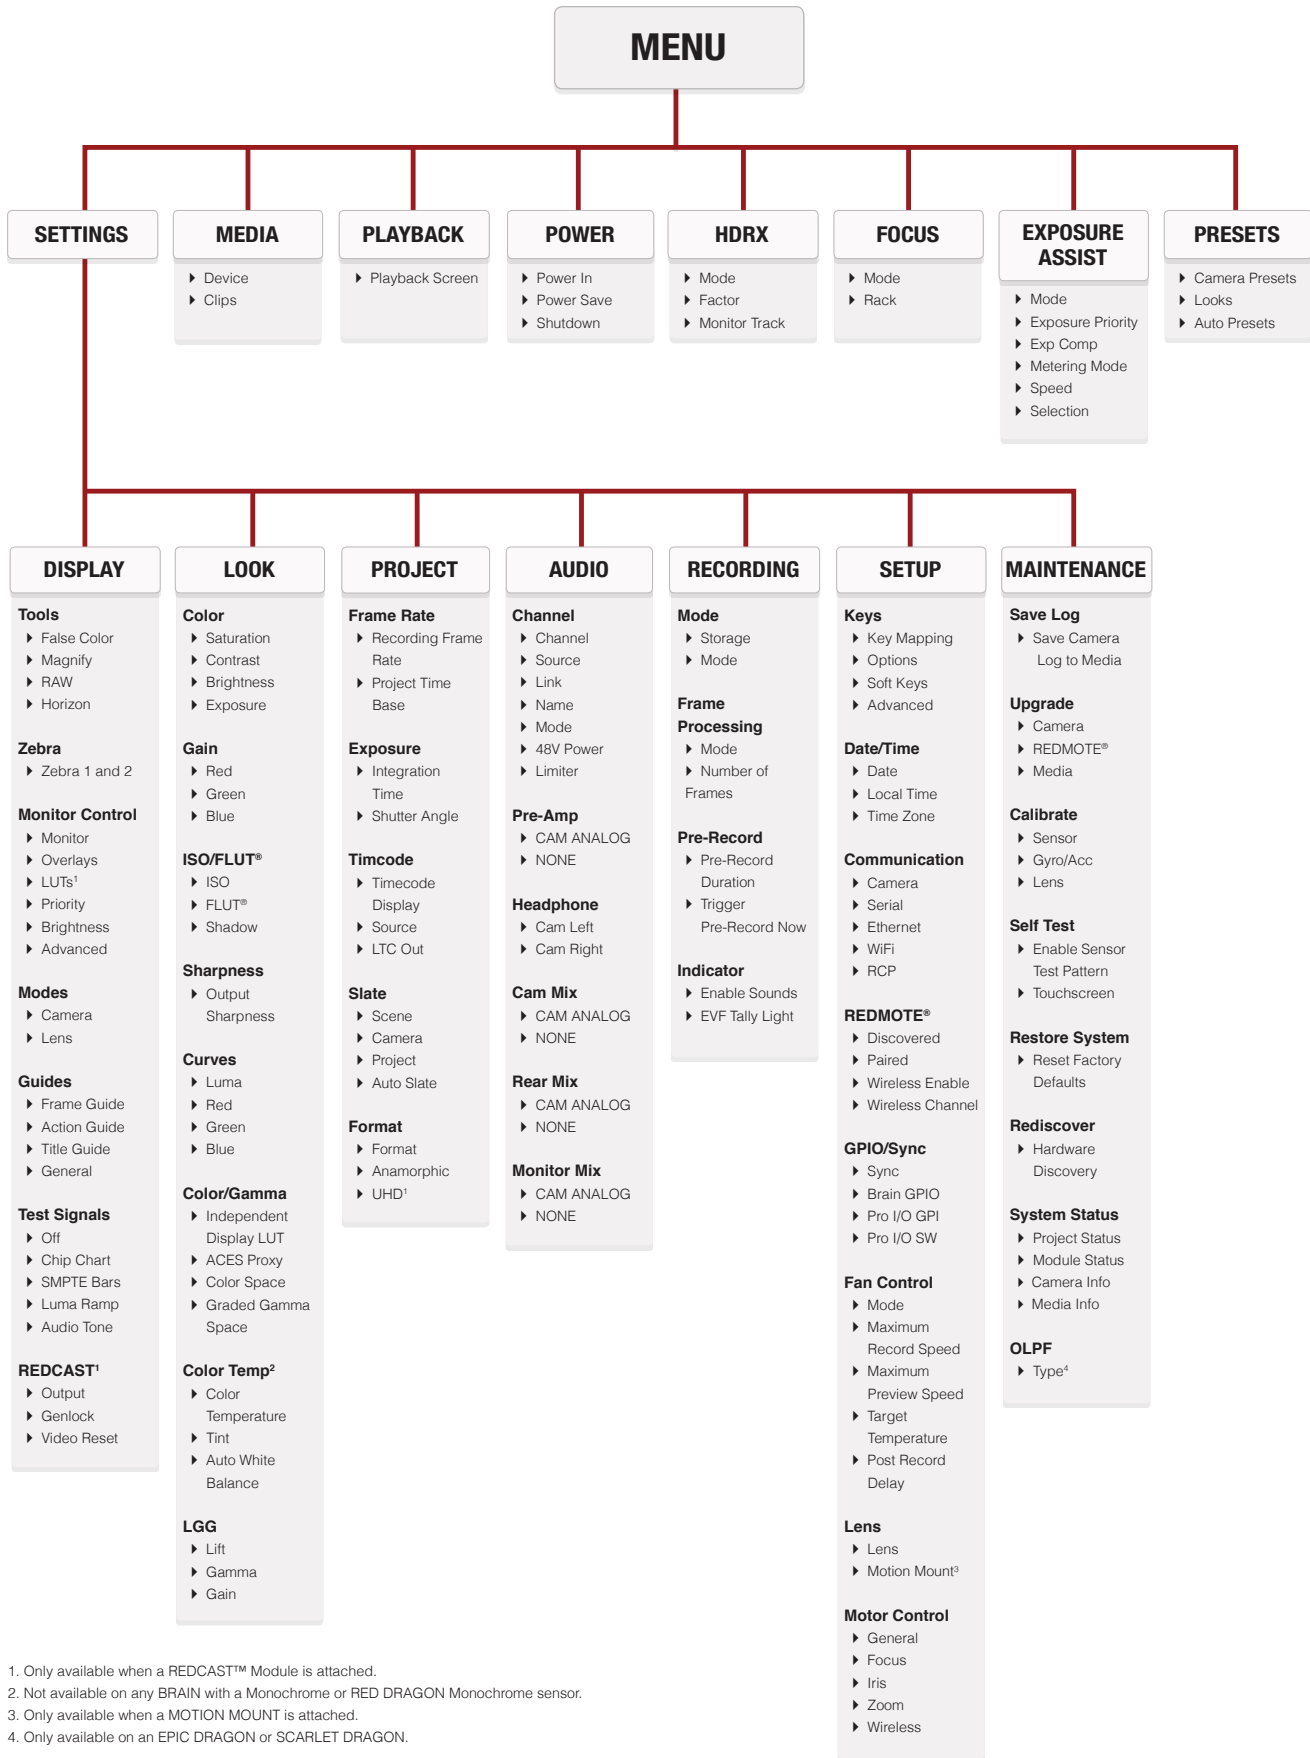 MENU
SETTINGS
MEDIA
Device
Clips
PLAYBACK
Playback Screen
POWER
Power In
Power Save
Shutdown
HDRX
Mode
Factor
Monitor Track
FOCUS
Mode
Rack
EXPOSURE
ASSIST
Mode
Exposure Priority
Exp Comp
Metering Mode
Speed
Selection
PRESETS
Camera Presets
Looks
Auto Presets
DISPLAY
Tools
False Color
Magnify
RAW
Horizon
Zebra
Zebra 1 and 2
Monitor Control
Monitor
Overlays
LUTs¹
Priority
Brightness
Advanced
Modes
Camera
Lens
Guides
Frame Guide
Action Guide
Title Guide
General
Test Signals
Off
Chip Chart
SMPTE Bars
Luma Ramp
Audio Tone
REDCAST¹
Output
Genlock
Video Reset
LOOK
Color
Saturation
Contrast
Brightness
Exposure
Gain
Red
Green
Blue
ISO/FLUT®
ISO
FLUT®
Shadow
Sharpness
Output
Sharpness
Curves
Luma
Red
Green
Blue
Color/Gamma
Independent
Display LUT
ACES Proxy
Color Space
Graded Gamma
Space
Color Temp²
Color
Temperature
Tint
Auto White
Balance
LGG
Lift
Gamma
Gain
PROJECT
Frame Rate
Recording Frame
Rate
Project Time
Base
Exposure
Integration
Time
Shutter Angle
Timcode
Timecode
Display
Source
LTC Out
Slate
Scene
Camera
Project
Auto Slate
Format
Format
Anamorphic
UHD¹
AUDIO
Channel
Channel
Source
Link
Name
Mode
48V Power
Limiter
Pre-Amp
CAM ANALOG
NONE
Headphone
Cam Left
Cam Right
Cam Mix
CAM ANALOG
NONE
Rear Mix
CAM ANALOG
NONE
Monitor Mix
CAM ANALOG
NONE
RECORDING
Mode
Storage
Mode
Frame
Processing
Mode
Number of
Frames
Pre-Record
Pre-Record
Duration
Trigger
Pre-Record Now
Indicator
Enable Sounds
EVF Tally Light
SETUP
Keys
Key Mapping
Options
Soft Keys
Advanced
Date/Time
Date
Local Time
Time Zone
Communication
Camera
Serial
Ethernet
WiFi
RCP
REDMOTE®
Discovered
Paired
Wireless Enable
Wireless Channel
GPIO/Sync
Sync
Brain GPIO
Pro I/O GPI
Pro I/O SW
Fan Control
Mode
Maximum
Record Speed
Maximum
Preview Speed
Target
Temperature
Post Record
Delay
Lens
Lens
Motion Mount³
Motor Control
General
Focus
Iris
Zoom
Wireless
MAINTENANCE
Save Log
Save Camera
Log to Media
Upgrade
Camera
REDMOTE®
Media
Calibrate
Sensor
Gyro/Acc
Lens
Self Test
Enable Sensor
Test Pattern
Touchscreen
Restore System
Reset Factory
Defaults
Rediscover
Hardware
Discovery
System Status
Project Status
Module Status
Camera Info
Media Info
OLPF
Type⁴
1. Only available when a REDCAST™ Module is attached.
2. Not available on any BRAIN with a Monochrome or RED DRAGON Monochrome sensor.
3. Only available when a MOTION MOUNT is attached.
4. Only available on an EPIC DRAGON or SCARLET DRAGON.